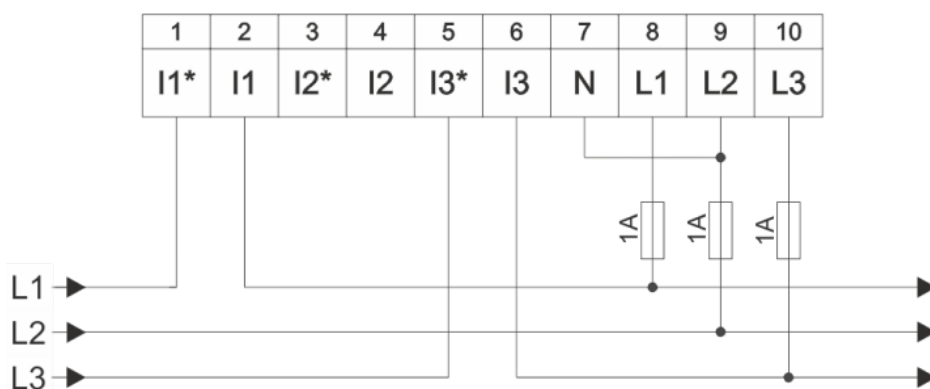 1 2 3 4 5 6 7 8 9 10
I1* I1 I2* I2 I3* I3 N L1 L2 L3
1A 1A 1A
L1
L2
L3